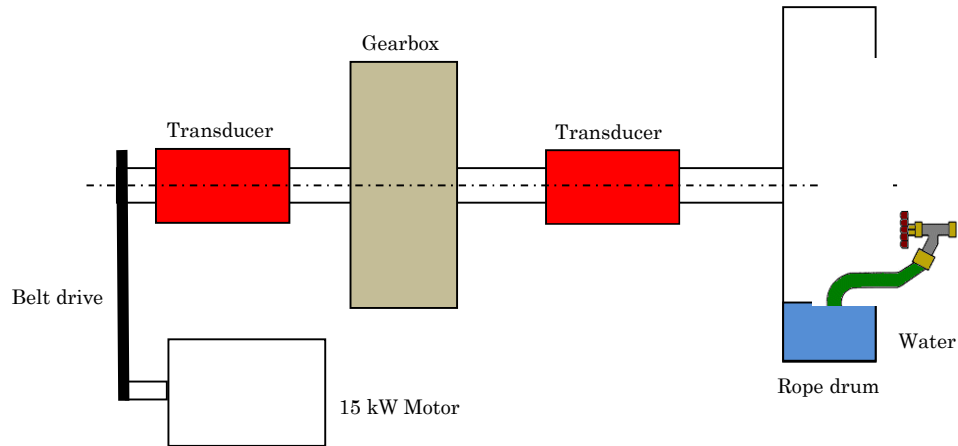 Gearbox
Transducer
Transducer
Belt drive
Water
Rope drum
15 kW Motor